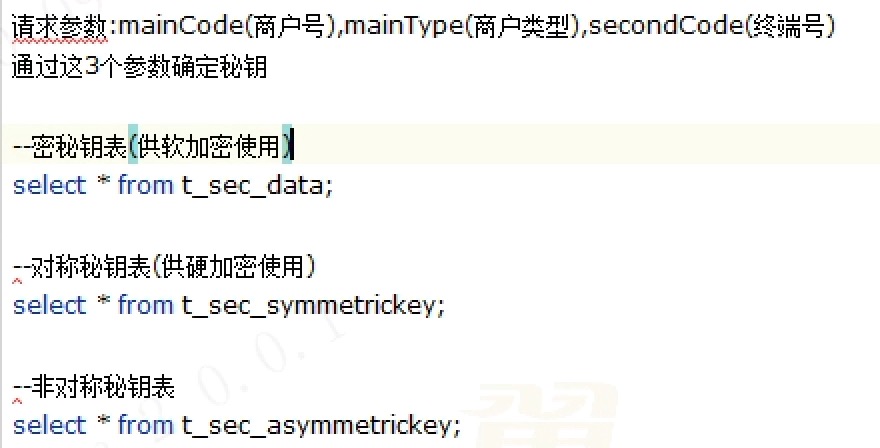 请求参数:mainCode(商户号),mainType(商户类型),secondCode(终端号)
通过这3个参数确定秘钥
--密秘钥表(供软加密使用)
select * from t_sec_data;
--对称秘钥表(供硬加密使用)
select * from t_sec_symmetrickey;
--非对称秘钥表
select * from t_sec_asymmetrickey;